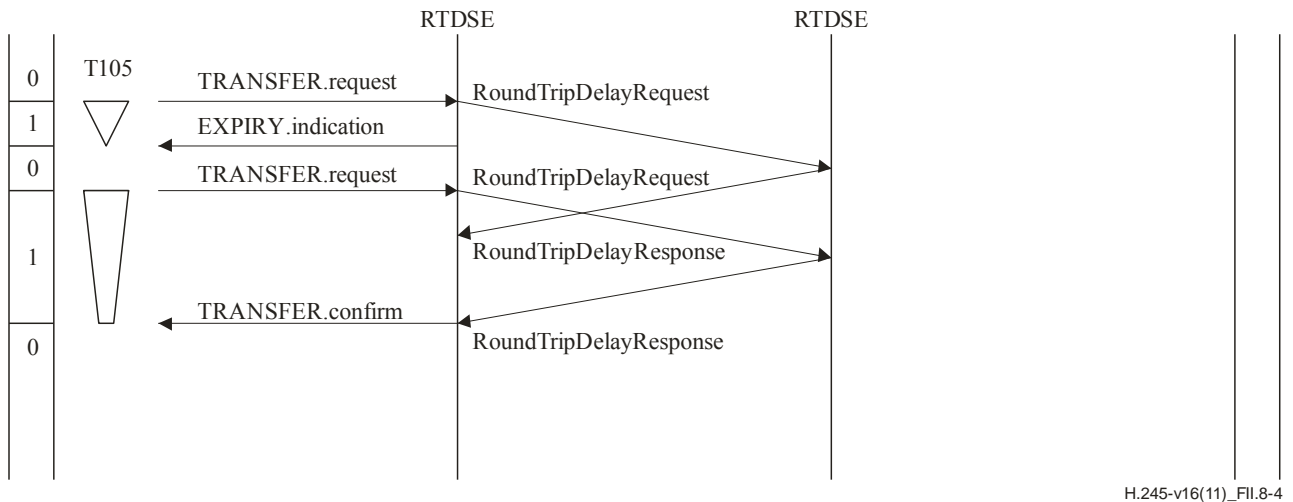 RTDSE RTDSE
0 T105 TRANSFER.request RoundTripDelayRequest
1 EXPIRY.indication
0 TRANSFER.request RoundTripDelayRequest
1 RoundTripDelayResponse
TRANSFER.confirm
0 RoundTripDelayResponse
H.245-v16(11)_FII.8-4